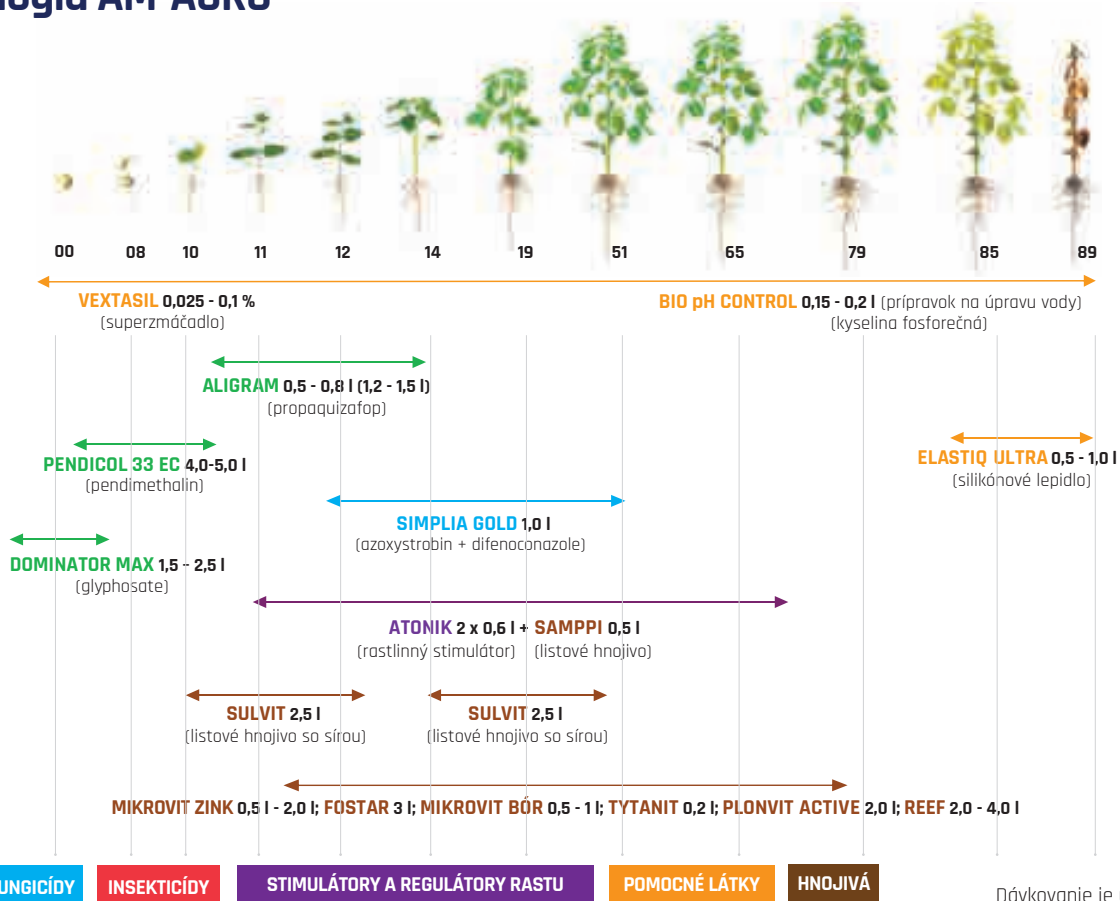 AM AGRO
00 08 10 11 12 14 19 51 65 79 85 89
VEXTASIL 0,025 - 0,1 %
(superzmáčadlo)
BIO pH CONTROL 0,15 - 0,2 l (prípravok na úpravu vody)
(kyselina fosforečná)
ALIGRAM 0,5 - 0,8 l (1,2 - 1,5 l)
(propaquizafop)
PENDICOL 33 EC 4,0-5,0 l
(pendimethalin)
ELASTIQ ULTRA 0,5 - 1,0 l
(silikónové lepidlo)
SIMPLIA GOLD 1,0 l
(azoxystrobin + difenoconazole)
DOMINATOR MAX 1,5 - 2,5 l
(glyphosate)
ATONIK 2 x 0,6 l + SAMPPI 0,5 l
(rastlinný stimulátor) (listové hnojivo)
SULVIT 2,5 l
(listové hnojivo so sírou)
SULVIT 2,5 l
(listové hnojivo so sírou)
MIKROVIT ZINK 0,5 l - 2,0 l; FOSTAR 3 l; MIKROVIT BÓR 0,5 - 1 l; TYTANIT 0,2 l; PLONVIT ACTIVE 2,0 l; REEF 2,0 - 4,0 l
UNGICÍDY
INSEKTICÍDY
STIMULÁTORY A REGULÁTORY RASTU
POMOCNÉ LÁTKY
HNOJIVÁ
Dávkovanie je